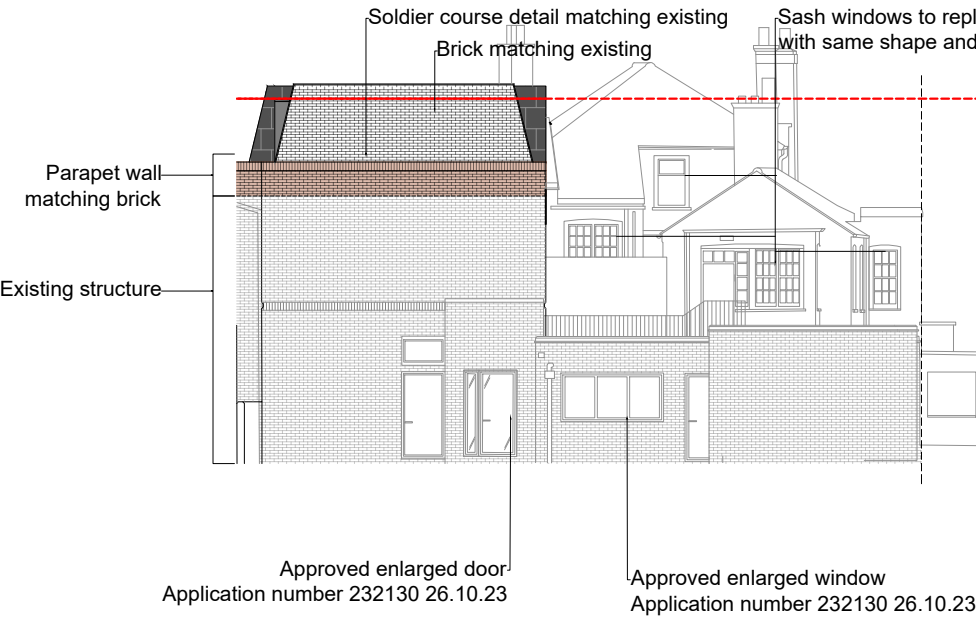 Soldier course detail matching existing
Brick matching existing
Sash windows to repl
with same shape and
Parapet wall
matching brick
Existing structure
Approved enlarged door
Application number 232130 26.10.23
Approved enlarged window
Application number 232130 26.10.23